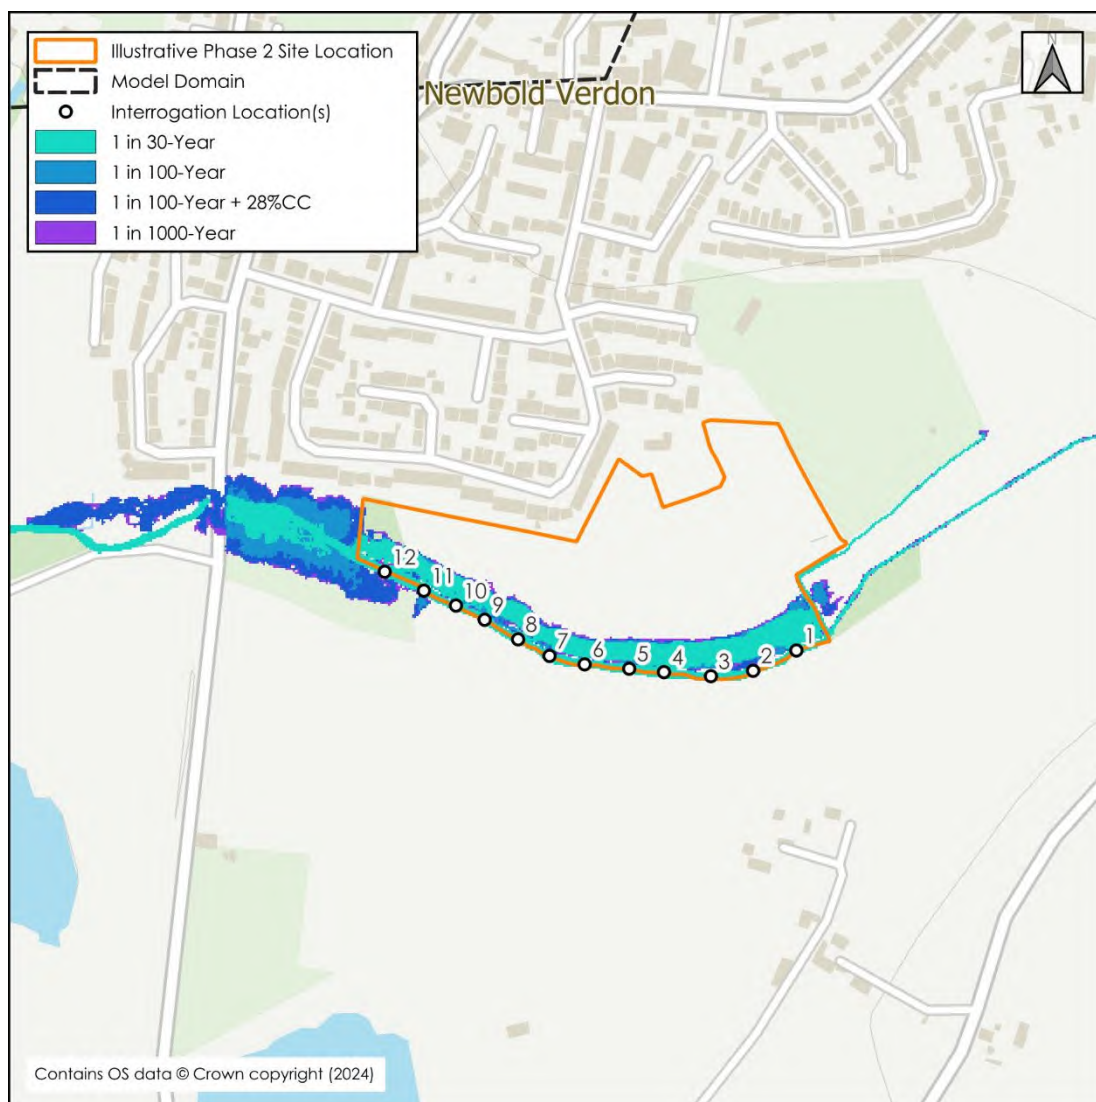 Illustrative Phase 2 Site Location
Model Domain
Interrogation Location(s)
1 in 30-Year
1 in 100-Year
1 in 100-Year + 28%CC
1 in 1000-Year
N
Newbold Verdon
12
11
10
9
8
7
6
5
4
3
2
1
Contains OS data © Crown copyright (2024)